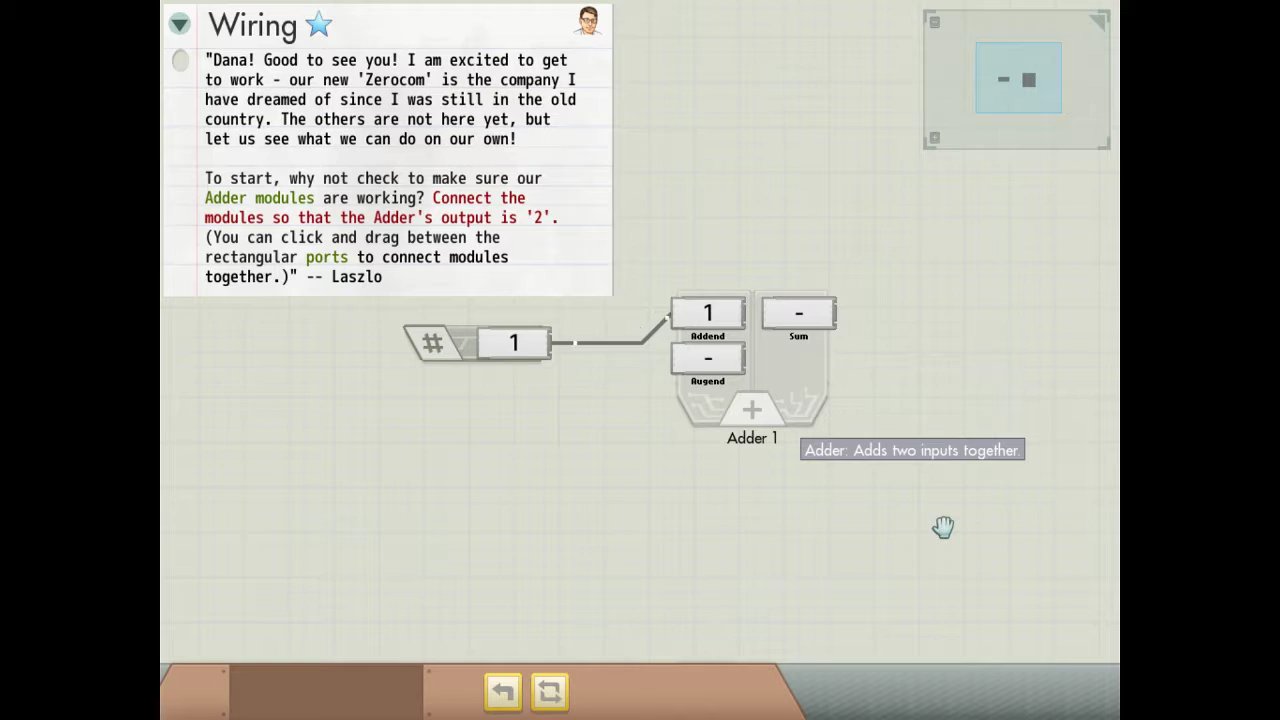 Wiring
"Dana! Good to see you! I am excited to get
to work - our new 'Zerocom' is the company I
have dreamed of since I was still in the old
country. The others are not here yet, but
let us see what we can do on our own!
To start, why not check to make sure our
Adder modules are working? Connect the
modules so that the Adder's output is '2'.
(You can click and drag between the
rectangular ports to connect modules
together.)" -- Laszlo
# 1
1 -
Addend Sum
-
Augend
+
Adder 1
Adder: Adds two inputs together.